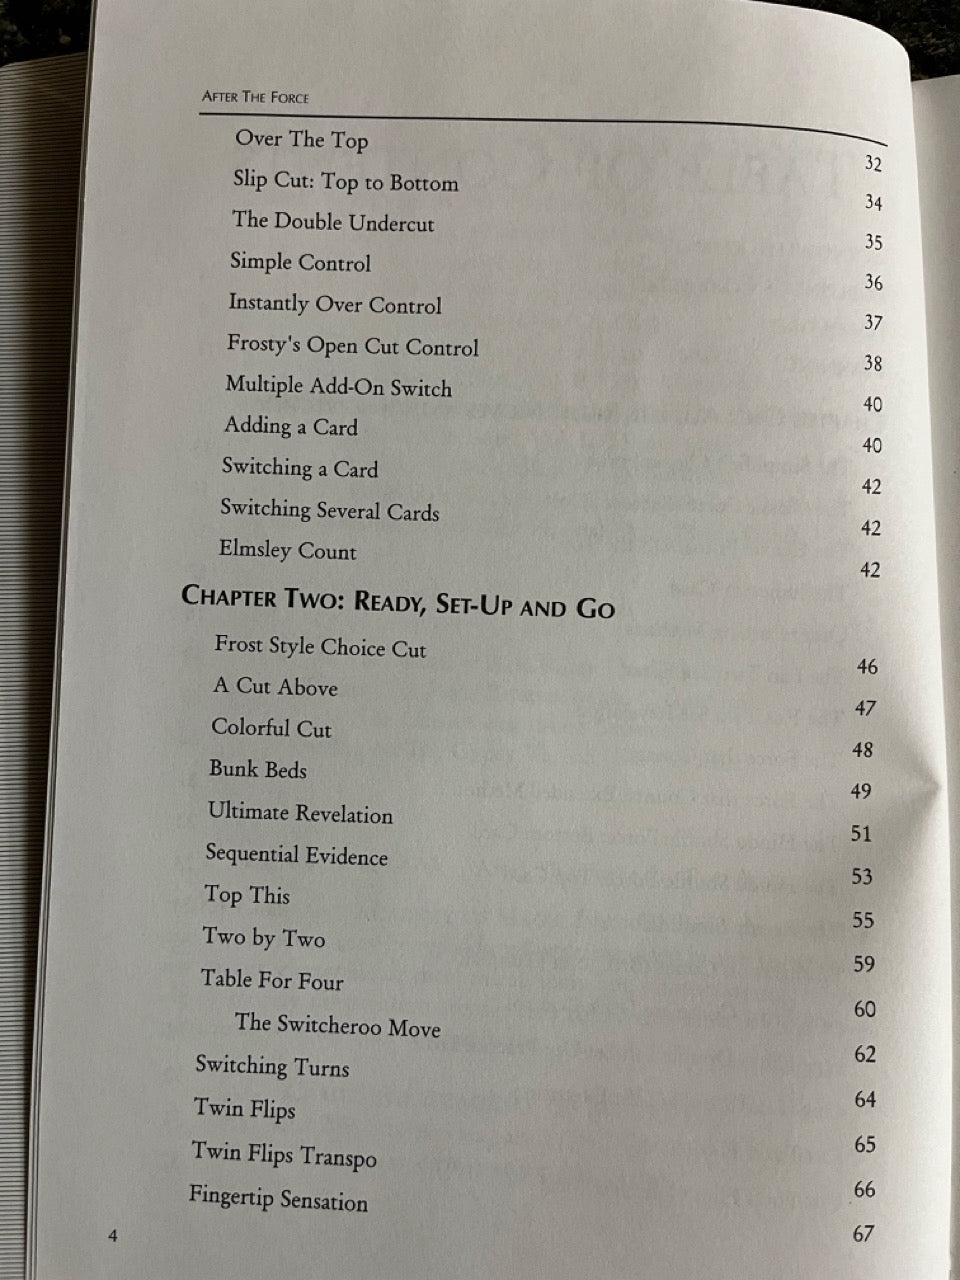 AFTER THE FORCE
Over The Top 32
Slip Cut: Top to Bottom 34
The Double Undercut 35
Simple Control 36
Instantly Over Control 37
Frosty's Open Cut Control 38
Multiple Add-On Switch 40
Adding a Card 40
Switching a Card 42
Switching Several Cards 42
Elmsley Count 42
CHAPTER TWO: READY, SET-UP AND GO
Frost Style Choice Cut 46
A Cut Above 47
Colorful Cut 48
Bunk Beds 49
Ultimate Revelation 51
Sequential Evidence 53
Top This 55
Two by Two 59
Table For Four 60
The Switcheroo Move 62
Switching Turns 64
Twin Flips 65
Twin Flips Transpo 66
Fingertip Sensation 67
4